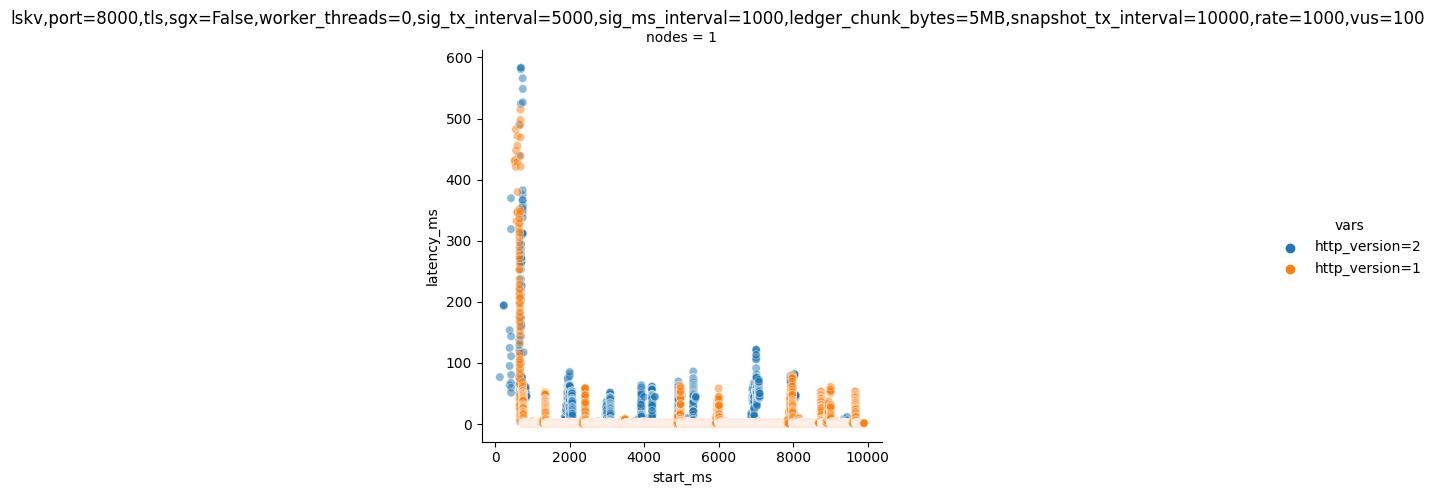 lskv,port=8000,tls,sgx=False,worker_threads=0,sig_tx_interval=5000,sig_ms_interval=1000,ledger_chunk_bytes=5MB,snapshot_tx_interval=10000,rate=1000,vus=100
nodes = 1
600
500
400
300
200
100
0
latency_ms
0 2000 4000 6000 8000 10000
start_ms
vars
http_version=2
http_version=1